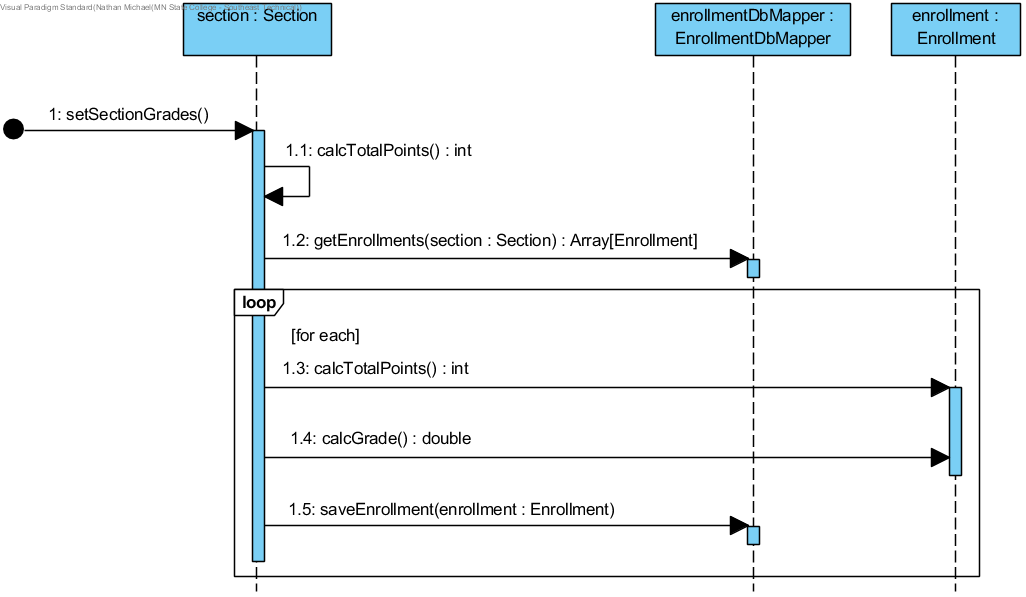 Visual Paradigm Standard(Nathan Michael(MN State College - Southeast Technical))
section : Section
enrollmentDbMapper :
EnrollmentDbMapper
enrollment :
Enrollment
1: setSectionGrades()
1.1: calcTotalPoints() : int
1.2: getEnrollments(section : Section) : Array[Enrollment]
loop
[for each]
1.3: calcTotalPoints() : int
1.4: calcGrade() : double
1.5: saveEnrollment(enrollment : Enrollment)